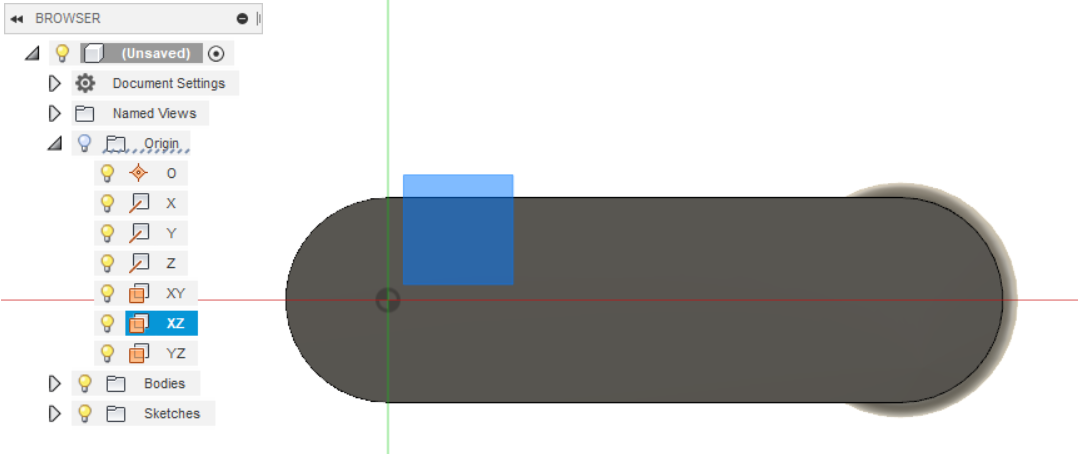 BROWSER
(Unsaved)
Document Settings
Named Views
Origin
O
X
Y
Z
XY
XZ
YZ
Bodies
Sketches